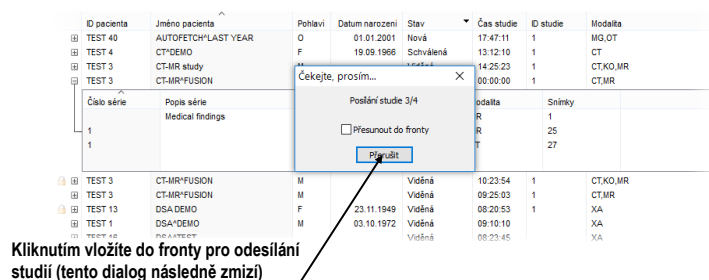 ID pacienta Jméno pacienta Pohlaví Datum narození Stav Čas studie ID studie Modalita
TEST 40 AUTOFETCH^LAST YEAR O 01.01.2001 Nová 17:47:11 1 MG,OT
TEST 4 CT^DEMO F 19.09.1966 Schválená 13:12:10 1 CT
TEST 3 CT-MR study 14:25:23 1 CT,KO,MR
TEST 3 CT-MR^FUSION 00:00:00 1 CT,MR
Čekejte, prosím...
Posílání studie 3/4
Přesunout do fronty
Přerušit
Číslo série Popis série odalita Snímky
Medical findings R 1
1 R 25
1 T 27
TEST 3 CT-MR^FUSION M Viděná 10:23:54 1 CT,KO,MR
TEST 3 CT-MR^FUSION M Viděná 09:25:03 1 CT,MR
TEST 13 DSA DEMO F 23.11.1949 Viděná 08:20:53 1 XA
TEST 1 DSA^DEMO M 03.10.1972 Viděná 09:10:10 XA
Viděná 08:23:45 XA
Kliknutím vložíte do fronty pro odesílání
studií (tento dialog následně zmizí)